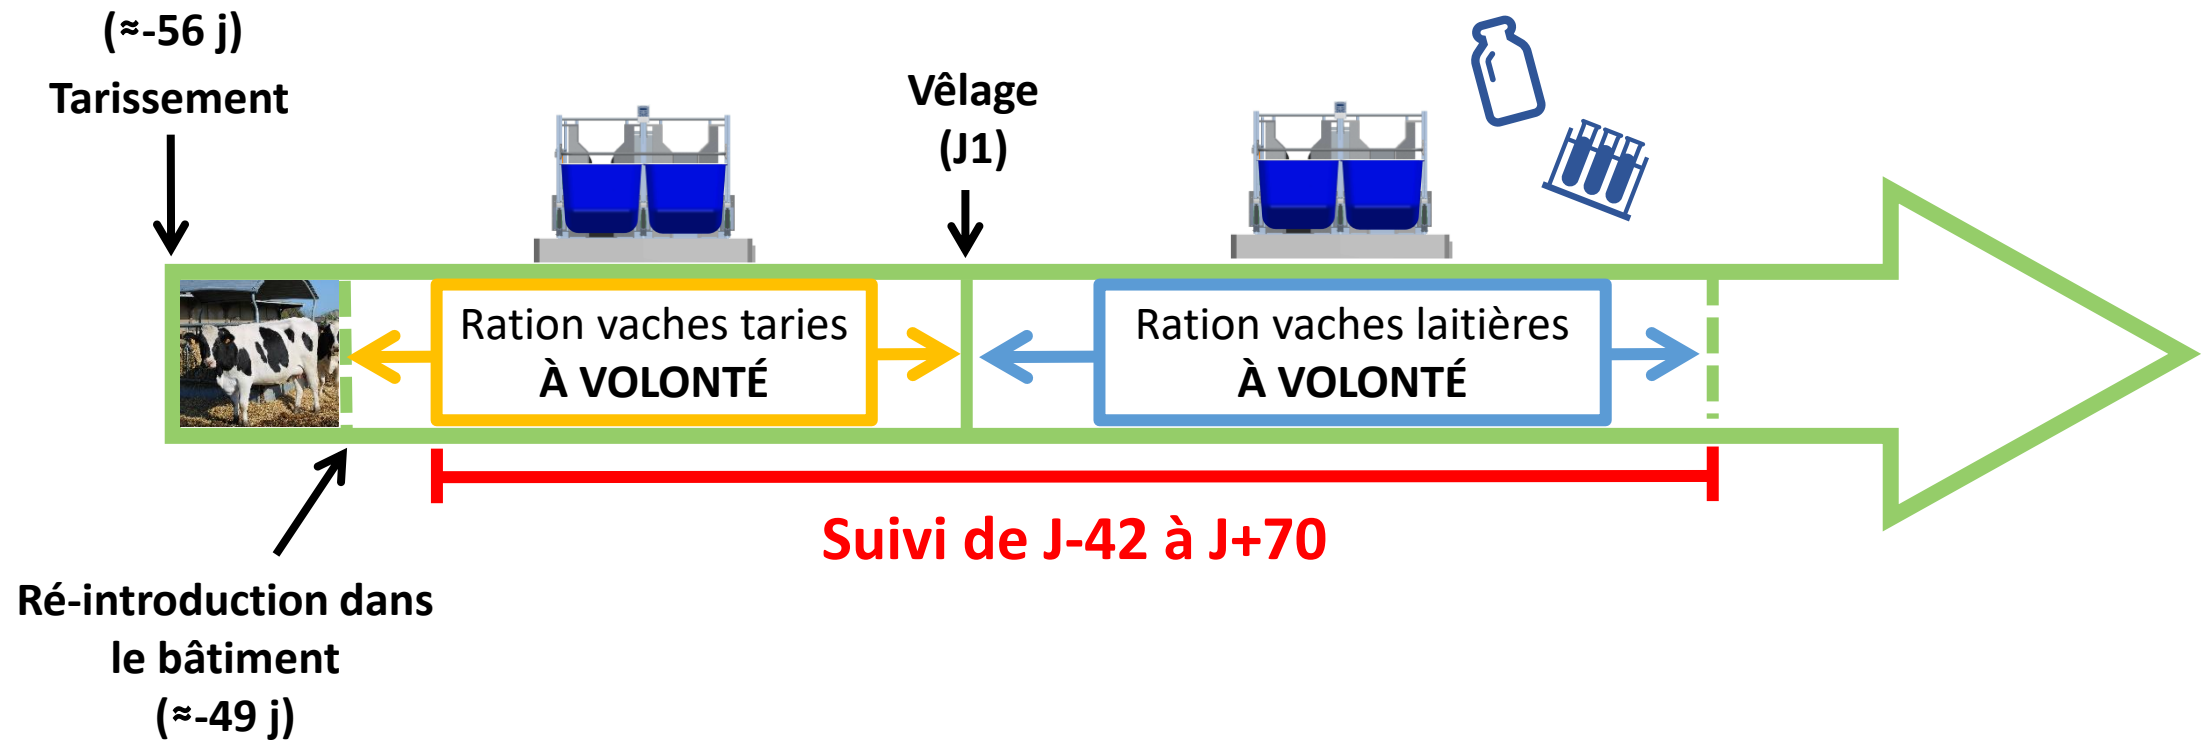 (≈-56 j)
Tarissement
Vêlage
(J1)
Ration vaches taries
À VOLONTÉ
Ration vaches laitières
À VOLONTÉ
Suivi de J-42 à J+70
Ré-introduction dans
le bâtiment
(≈-49 j)